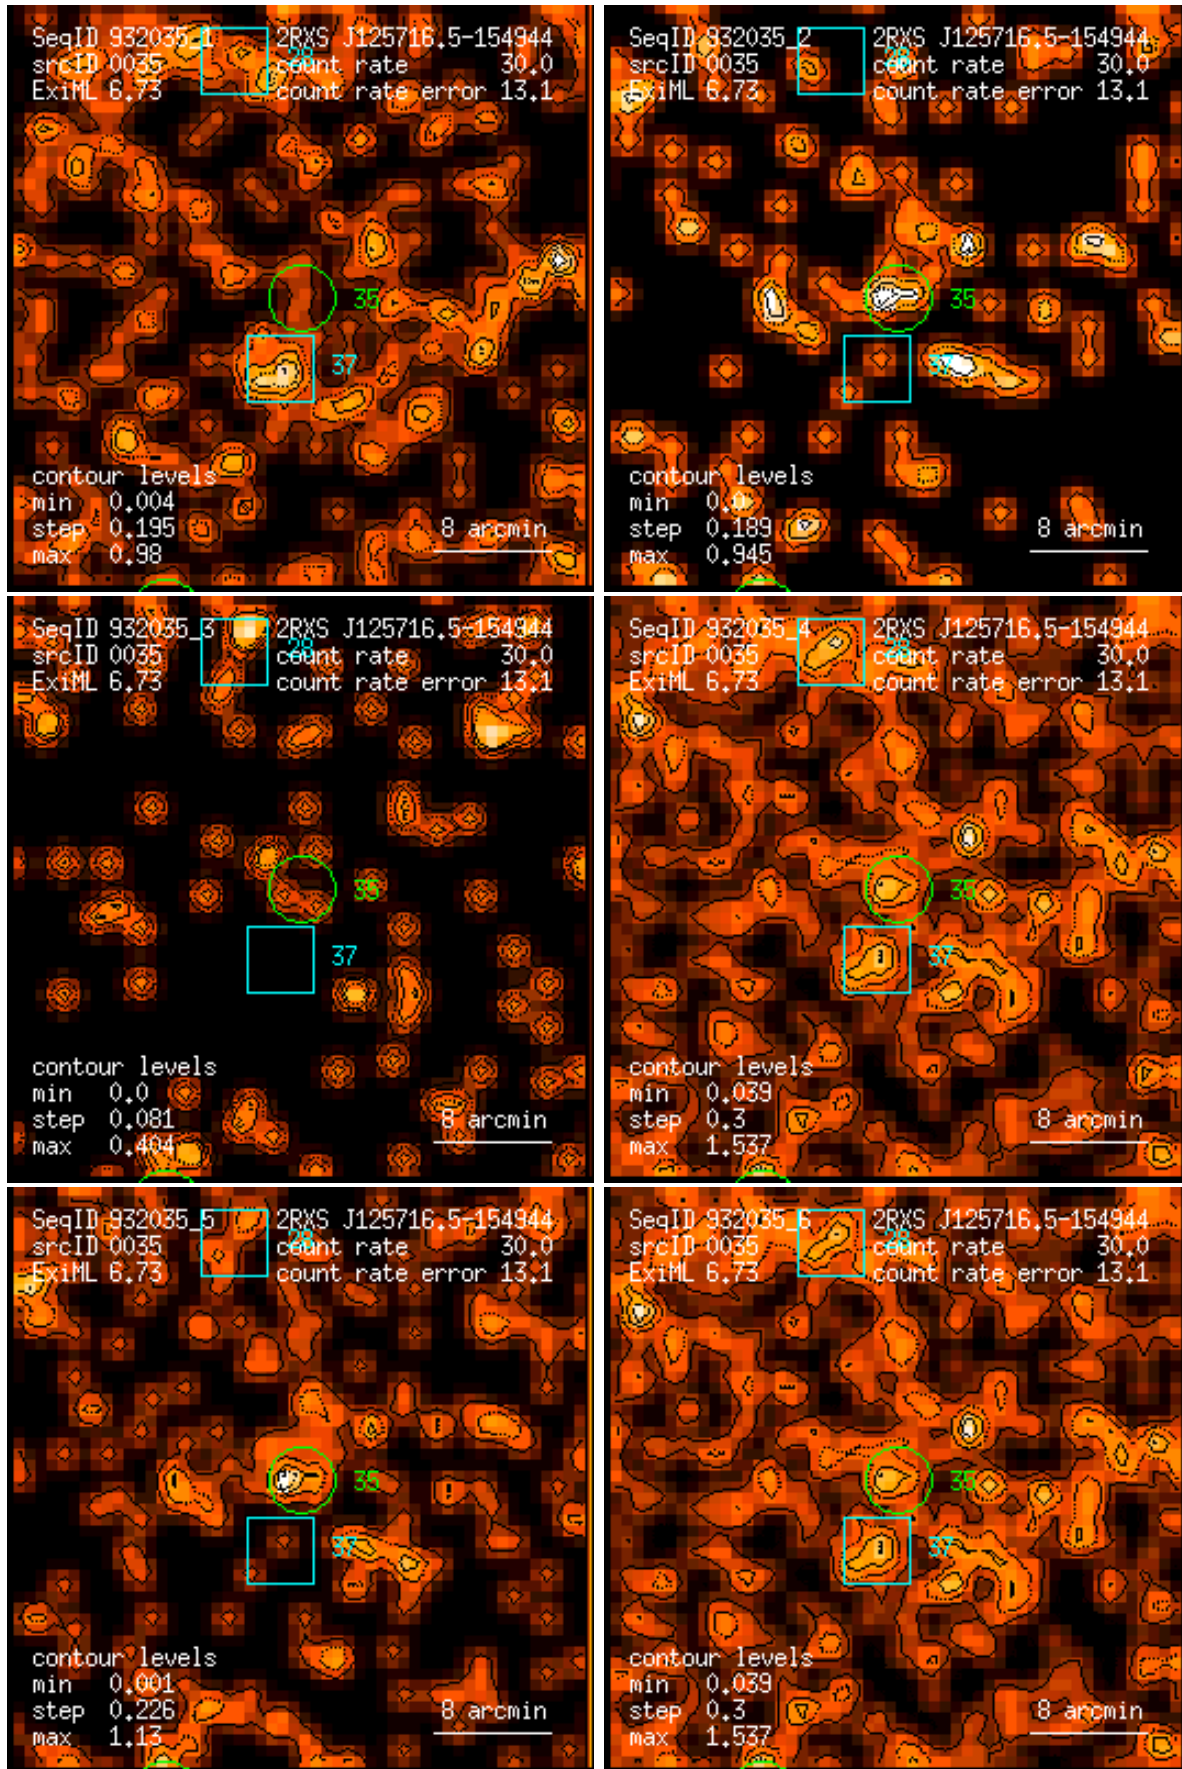 SeqID 932035_1 2RXS J125716.5-154944
srcID 0035 28 count rate 30.0
ExiML 6.73 count rate error 13.1
35
37
contour levels
min 0.004
step 0.195 8 arcmin
max 0.98
SeqID 932035_2 2RXS J125716.5-154944
srcID 0035 28 count rate 30.0
ExiML 6.73 count rate error 13.1
35
37
contour levels
min 0.0
step 0.189 8 arcmin
max 0.945
SeqID 932035_3 2RXS J125716.5-154944
srcID 0035 28 count rate 30.0
ExiML 6.73 count rate error 13.1
35
37
contour levels
min 0.0
step 0.081 8 arcmin
max 0.404
SeqID 932035_4 2RXS J125716.5-154944
srcID 0035 28 count rate 30.0
ExiML 6.73 count rate error 13.1
35
37
contour levels
min 0.039
step 0.3 8 arcmin
max 1.537
SeqID 932035_5 2RXS J125716.5-154944
srcID 0035 28 count rate 30.0
ExiML 6.73 count rate error 13.1
35
37
contour levels
min 0.001
step 0.226 8 arcmin
max 1.13
SeqID 932035_6 2RXS J125716.5-154944
srcID 0035 28 count rate 30.0
ExiML 6.73 count rate error 13.1
35
37
contour levels
min 0.039
step 0.3 8 arcmin
max 1.537